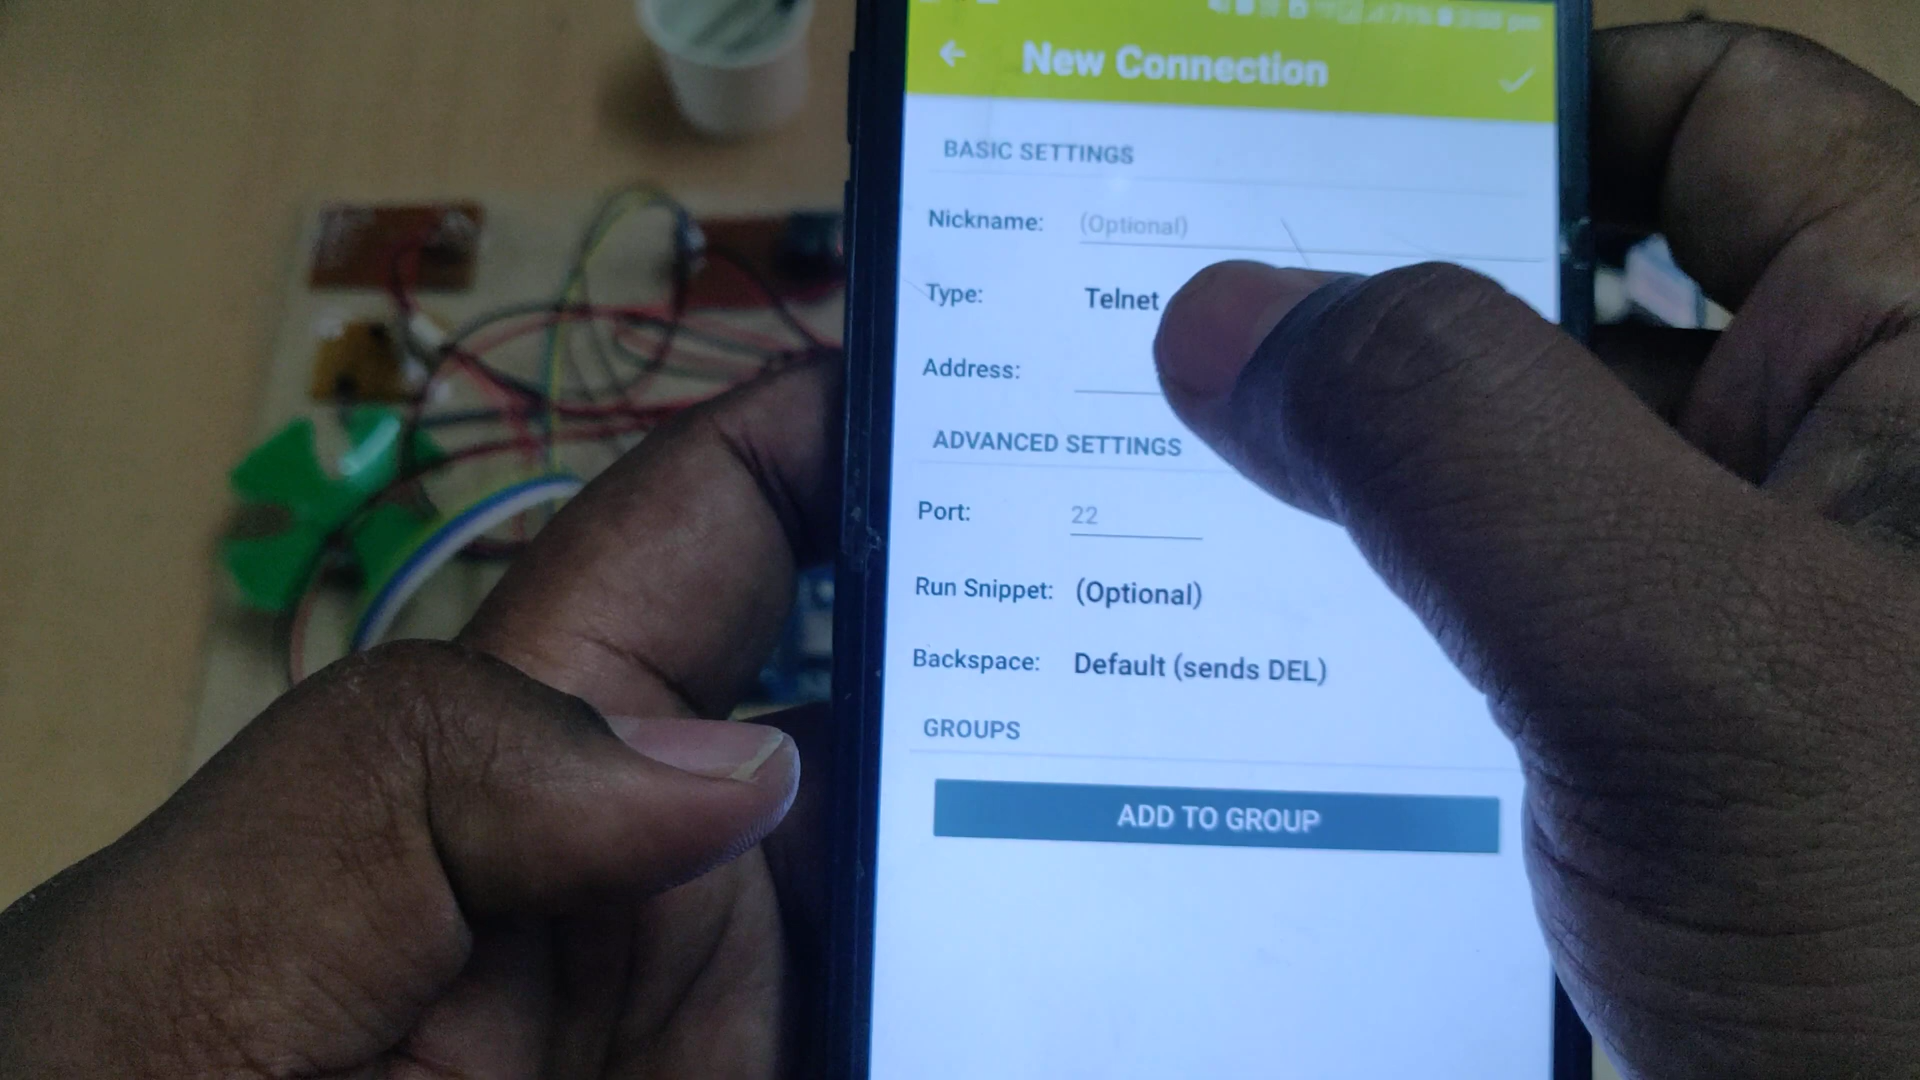 New Connection
BASIC SETTINGS
Nickname: (Optional)
Type: Telnet
Address:
ADVANCED SETTINGS
Port: 22
Run Snippet: (Optional)
Backspace: Default (sends DEL)
GROUPS
ADD TO GROUP